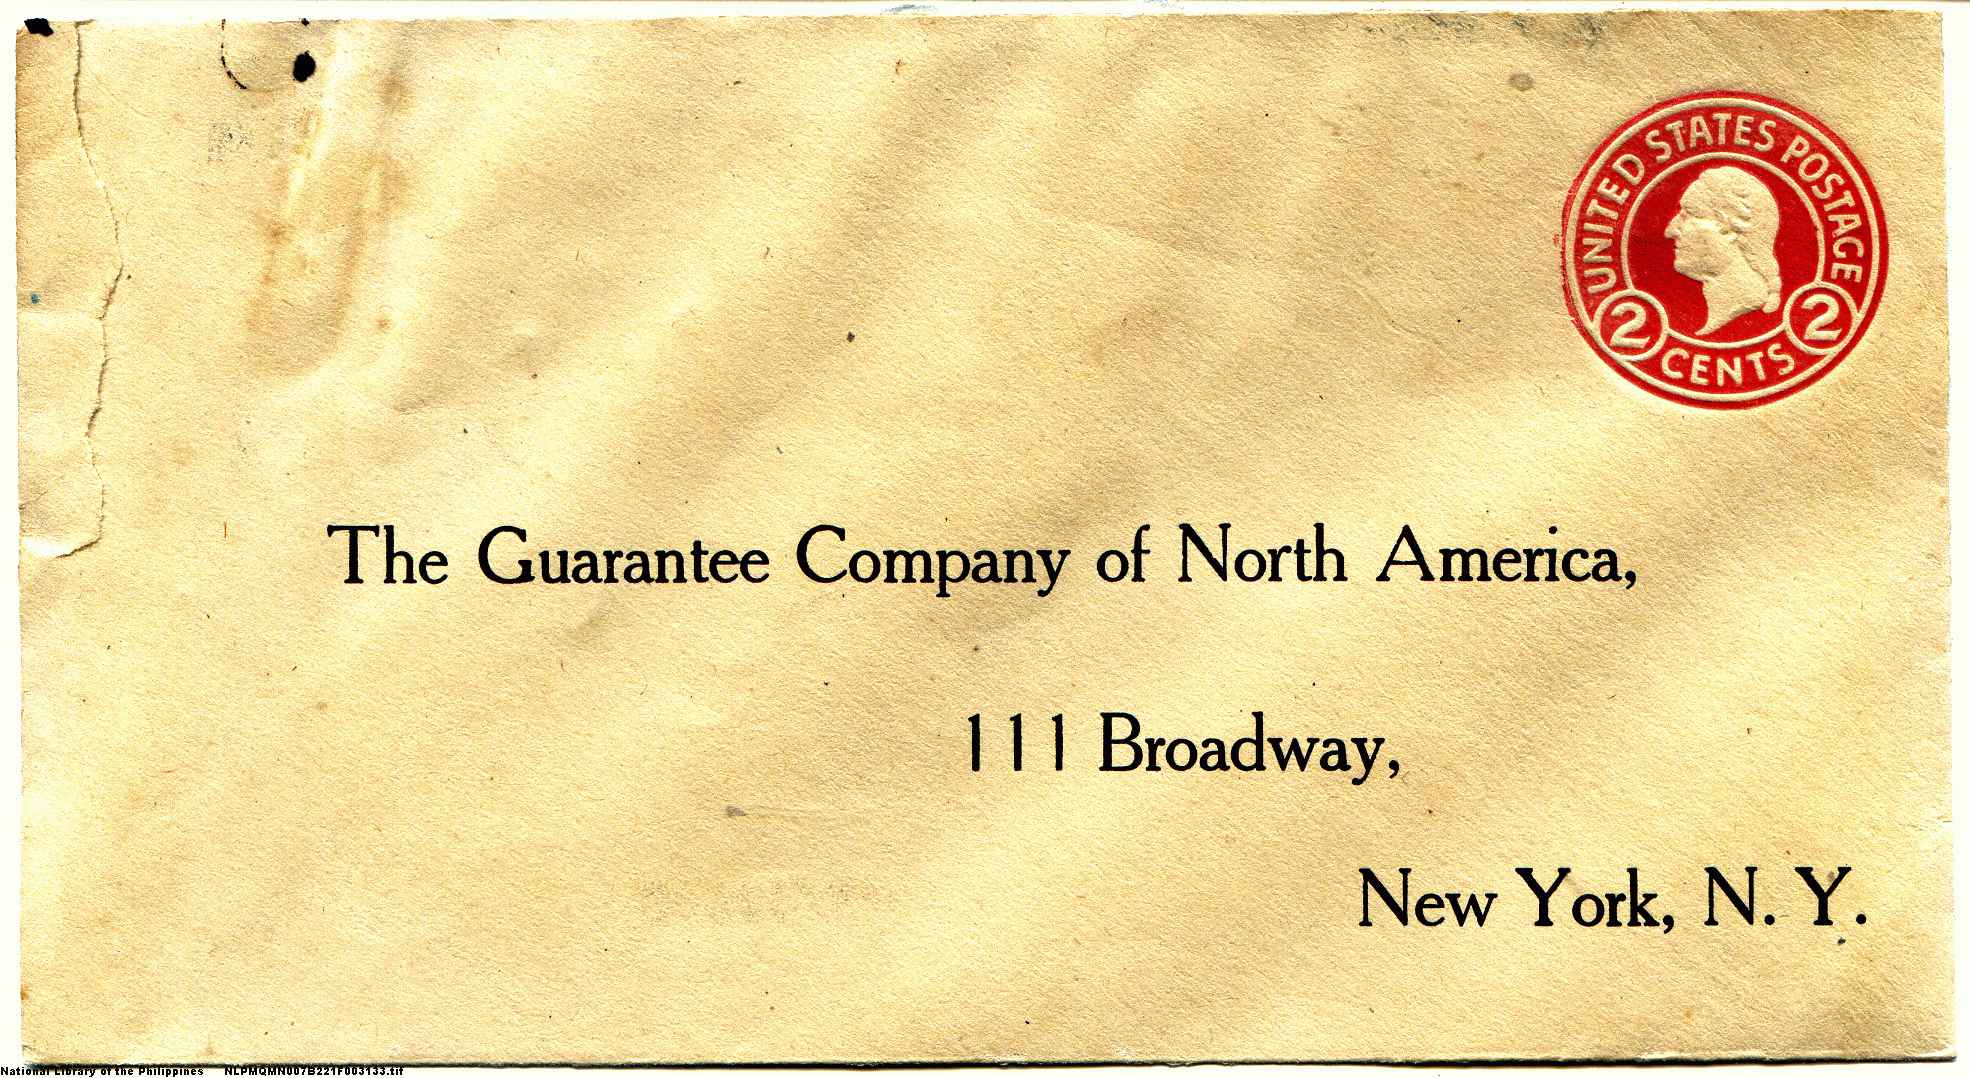 UNITED STATES POSTAGE
2 CENTS 2
The Guarantee Company of North America,
111 Broadway,
New York, N. Y.
National Library of the Philippines NLPMQMN007B221F003133.tif